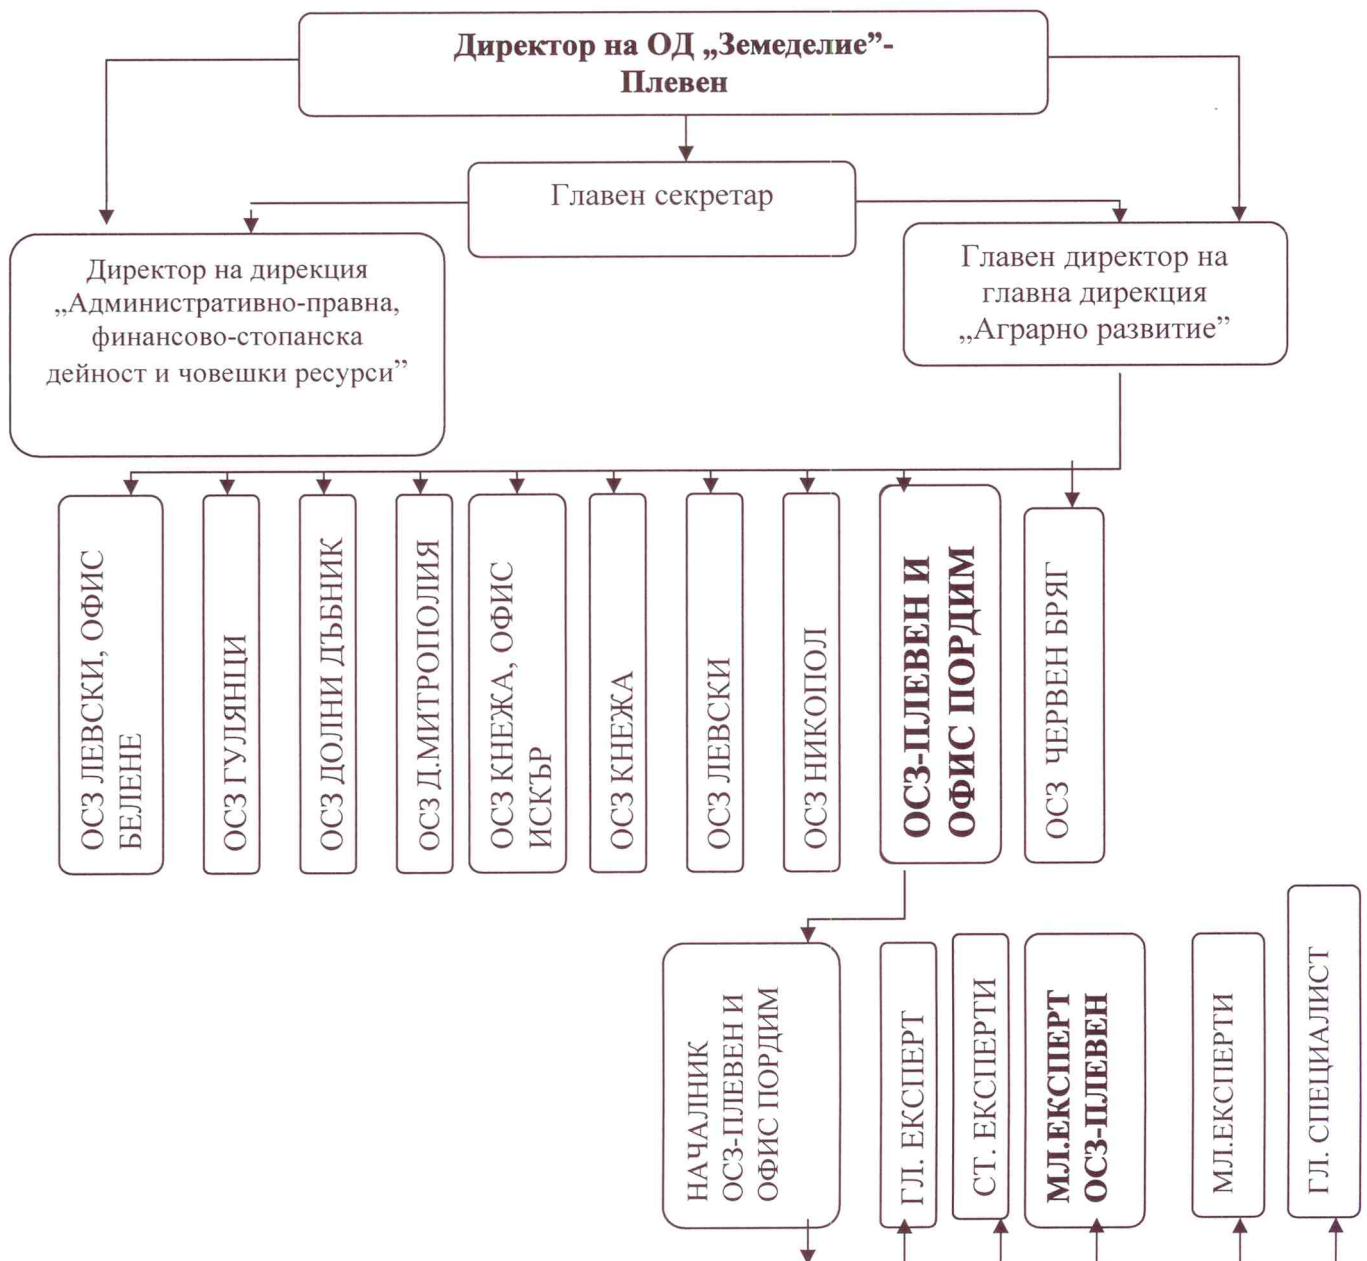 Директор на ОД „Земеделие”-
Плевен
Главен секретар
Директор на дирекция
„Административно-правна,
финансово-стопанска
дейност и човешки ресурси”
Главен директор на
главна дирекция
„Аграрно развитие”
ОСЗ ЛЕВСКИ, ОФИС
БЕЛЕНЕ
ОСЗ ГУЛЯНЦИ
ОСЗ ДОЛНИ ДЪБНИК
ОСЗ Д.МИТРОПОЛИЯ
ОСЗ КНЕЖА, ОФИС
ИСКЪР
ОСЗ КНЕЖА
ОСЗ ЛЕВСКИ
ОСЗ НИКОПОЛ
ОСЗ-ПЛЕВЕН И
ОФИС ПОРДИМ
ОСЗ ЧЕРВЕН БРЯГ
НАЧАЛНИК
ОСЗ-ПЛЕВЕН И
ОФИС ПОРДИМ
ГЛ. ЕКСПЕРТ
СТ. ЕКСПЕРТИ
МЛ.ЕКСПЕРТ
ОСЗ-ПЛЕВЕН
МЛ.ЕКСПЕРТИ
ГЛ. СПЕЦИАЛИСТ